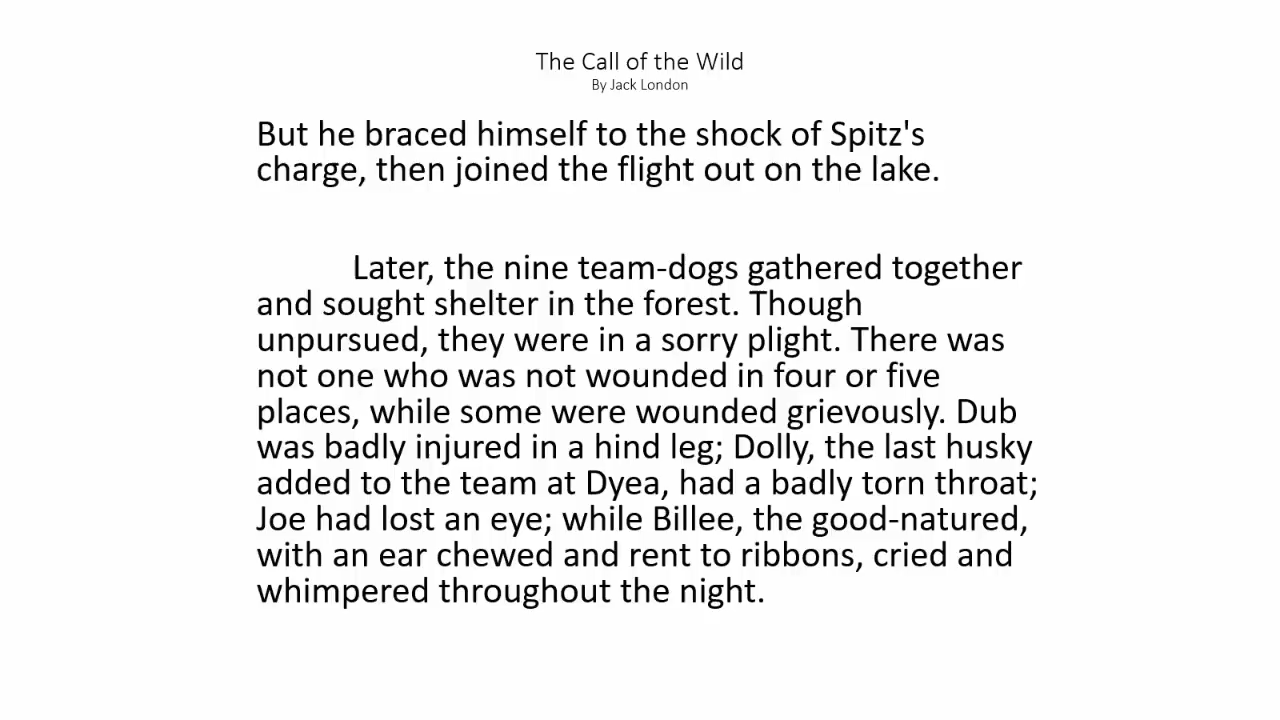 The Call of the Wild
By Jack London
But he braced himself to the shock of Spitz's
charge, then joined the flight out on the lake.
Later, the nine team-dogs gathered together
and sought shelter in the forest. Though
unpursued, they were in a sorry plight. There was
not one who was not wounded in four or five
places, while some were wounded grievously. Dub
was badly injured in a hind leg; Dolly, the last husky
added to the team at Dyea, had a badly torn throat;
Joe had lost an eye; while Billee, the good-natured,
with an ear chewed and rent to ribbons, cried and
whimpered throughout the night.